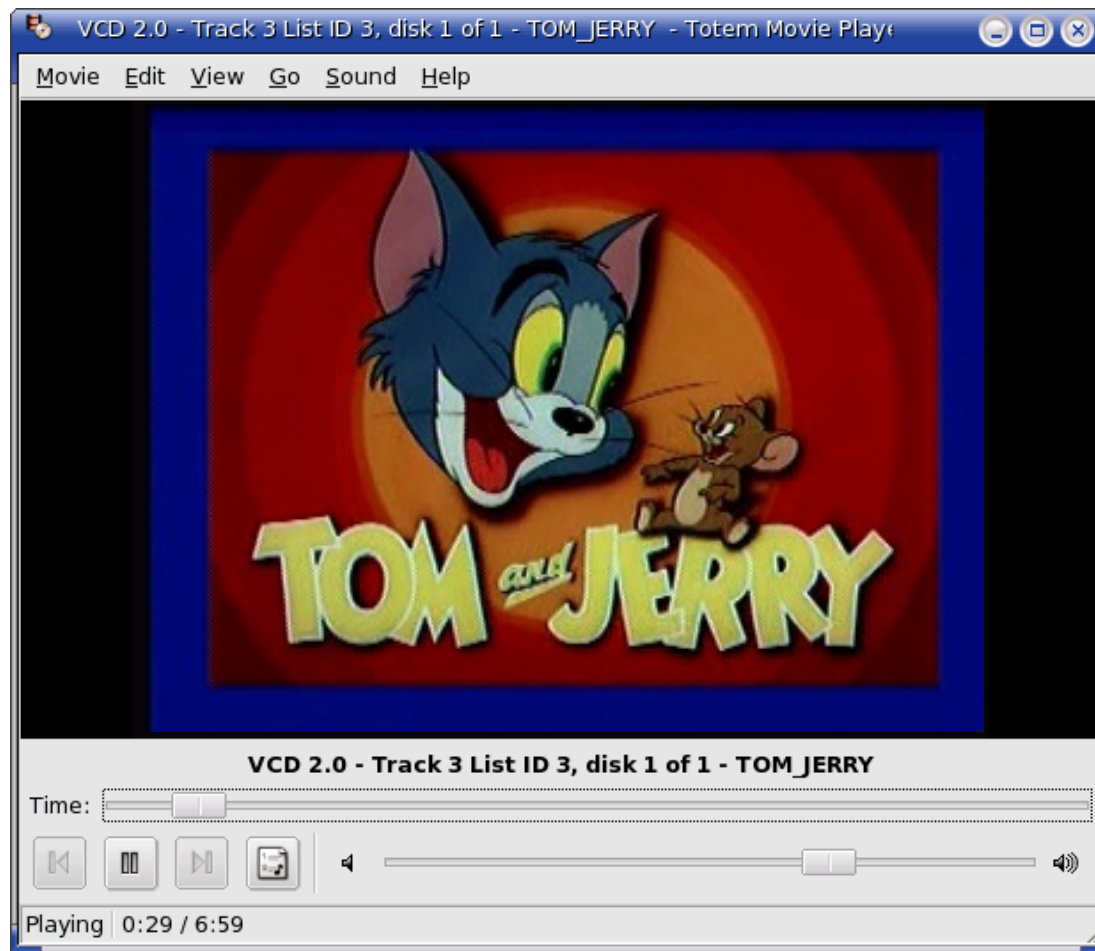 VCD 2.0 - Track 3 List ID 3, disk 1 of 1 - TOM_JERRY - Totem Movie Playe
Movie Edit View Go Sound Help
TOM and JERRY
VCD 2.0 - Track 3 List ID 3, disk 1 of 1 - TOM_JERRY
Time:
Playing 0:29 / 6:59